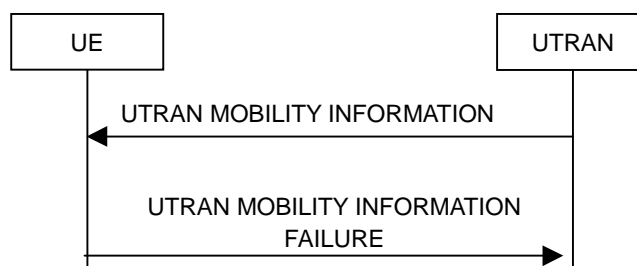 UE
UTRAN
UTRAN MOBILITY INFORMATION
UTRAN MOBILITY INFORMATION
FAILURE